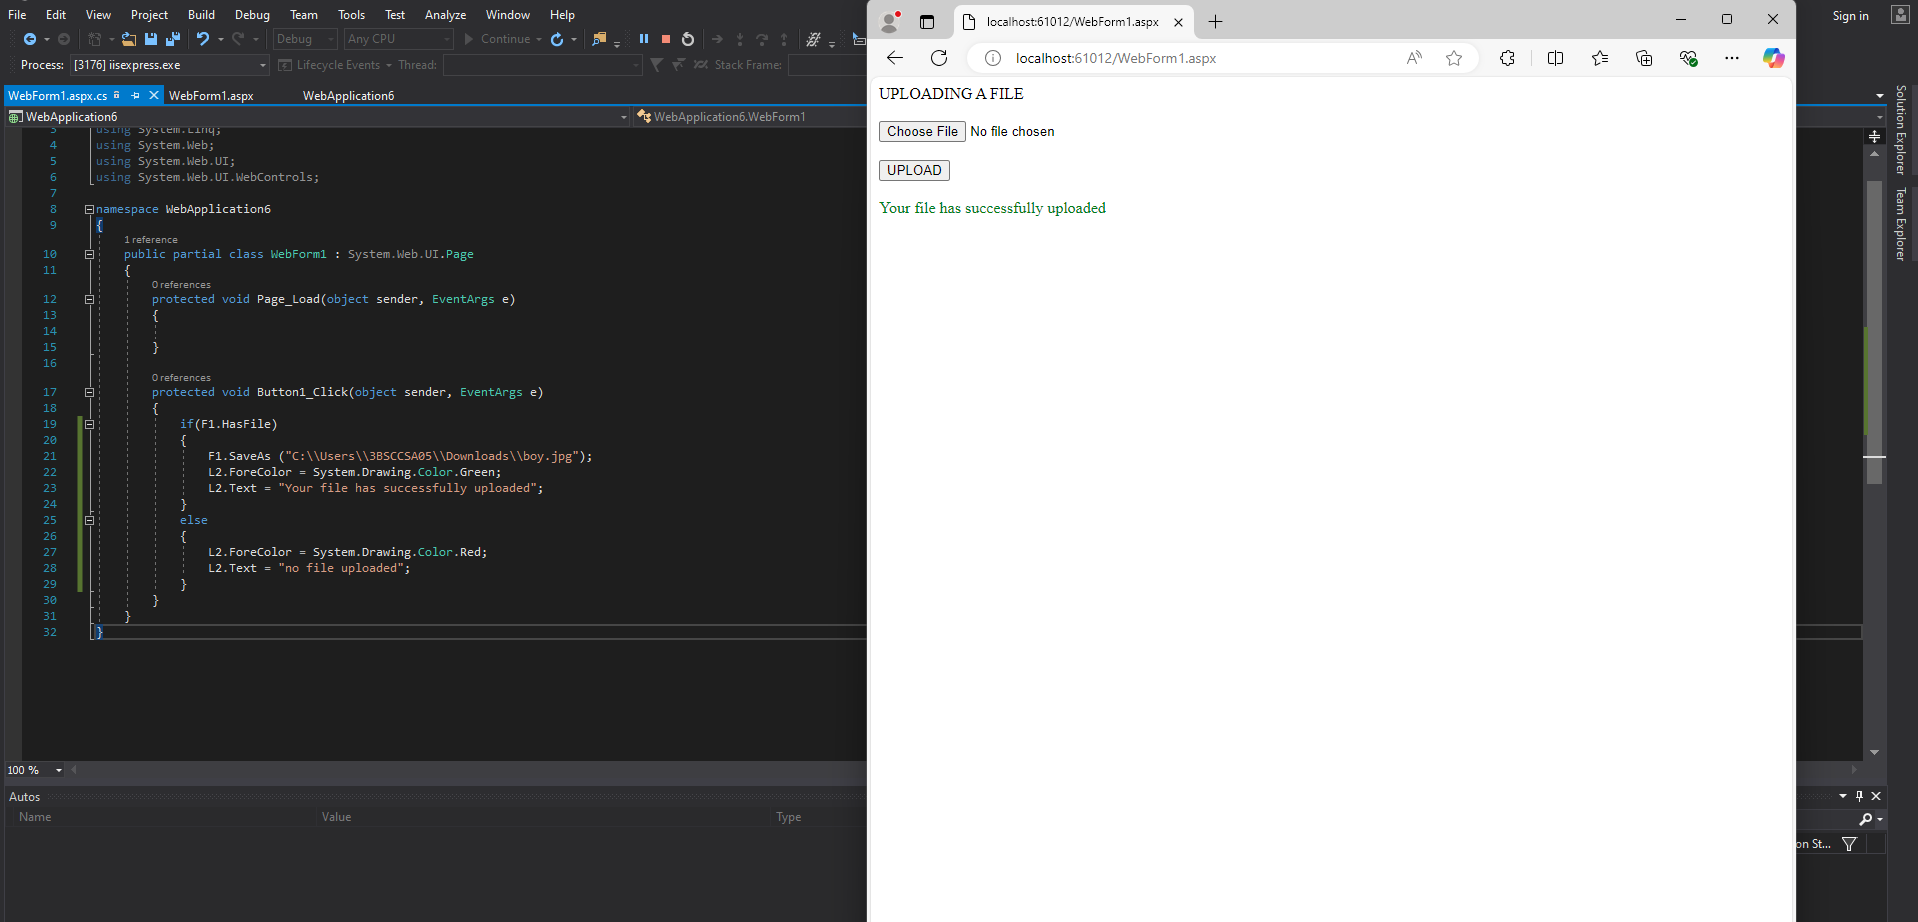 File Edit View Project Build Debug Team Tools Test Analyze Window Help
Debug Any CPU Continue
Process: [3176] iisexpress.exe Lifecycle Events Thread: Stack Frame:
WebForm1.aspx.cs WebForm1.aspx WebApplication6
WebApplication6 WebApplication6.WebForm1
3 using System.Linq;
4 using System.Web;
5 using System.Web.UI;
6 using System.Web.UI.WebControls;
7
8 namespace WebApplication6
9 {
1 reference
10 public partial class WebForm1 : System.Web.UI.Page
11 {
0 references
12 protected void Page_Load(object sender, EventArgs e)
13 {
14
15 }
16
0 references
17 protected void Button1_Click(object sender, EventArgs e)
18 {
19 if(F1.HasFile)
20 {
21 F1.SaveAs ("C:\\Users\\3BSCCSA05\\Downloads\\boy.jpg");
22 L2.ForeColor = System.Drawing.Color.Green;
23 L2.Text = "Your file has successfully uploaded";
24 }
25 else
26 {
27 L2.ForeColor = System.Drawing.Color.Red;
28 L2.Text = "no file uploaded";
29 }
30 }
31 }
32 }
100 %
Autos
Name Value Type
localhost:61012/WebForm1.aspx
localhost:61012/WebForm1.aspx
UPLOADING A FILE
Choose File No file chosen
UPLOAD
Your file has successfully uploaded
Sign in
Solution Explorer
Team Explorer
on St...